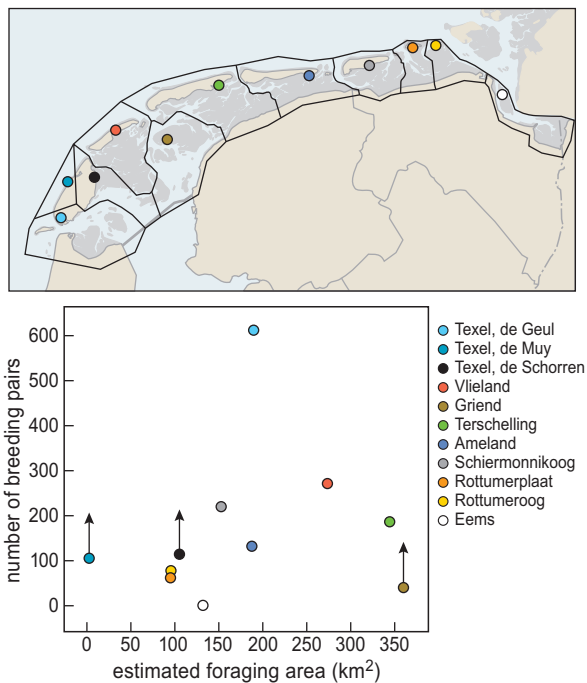 600
500
400
300
200
100
0
number of breeding pairs
0 50 100 150 200 250 300 350
estimated foraging area (km²)
Texel, de Geul
Texel, de Muy
Texel, de Schorren
Vlieland
Griend
Terschelling
Ameland
Schiermonnikoog
Rottumerplaat
Rottumeroog
Eems